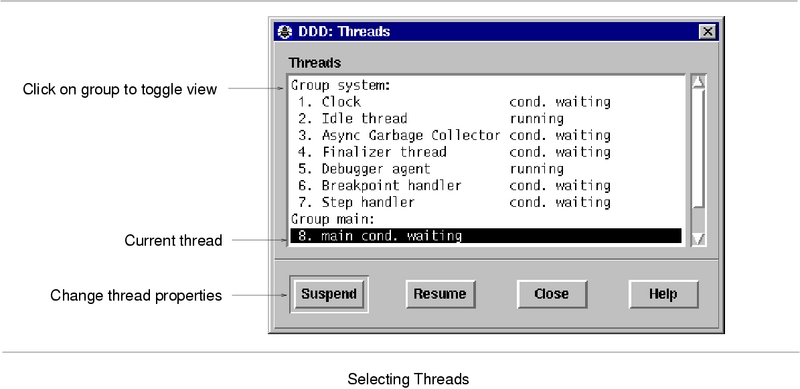 DDD: Threads
Threads
Click on group to toggle view
Group system:
1. Clock cond. waiting
2. Idle thread running
3. Async Garbage Collector cond. waiting
4. Finalizer thread cond. waiting
5. Debugger agent running
6. Breakpoint handler cond. waiting
7. Step handler cond. waiting
Group main:
Current thread
8. main cond. waiting
Change thread properties
Suspend Resume Close Help
Selecting Threads